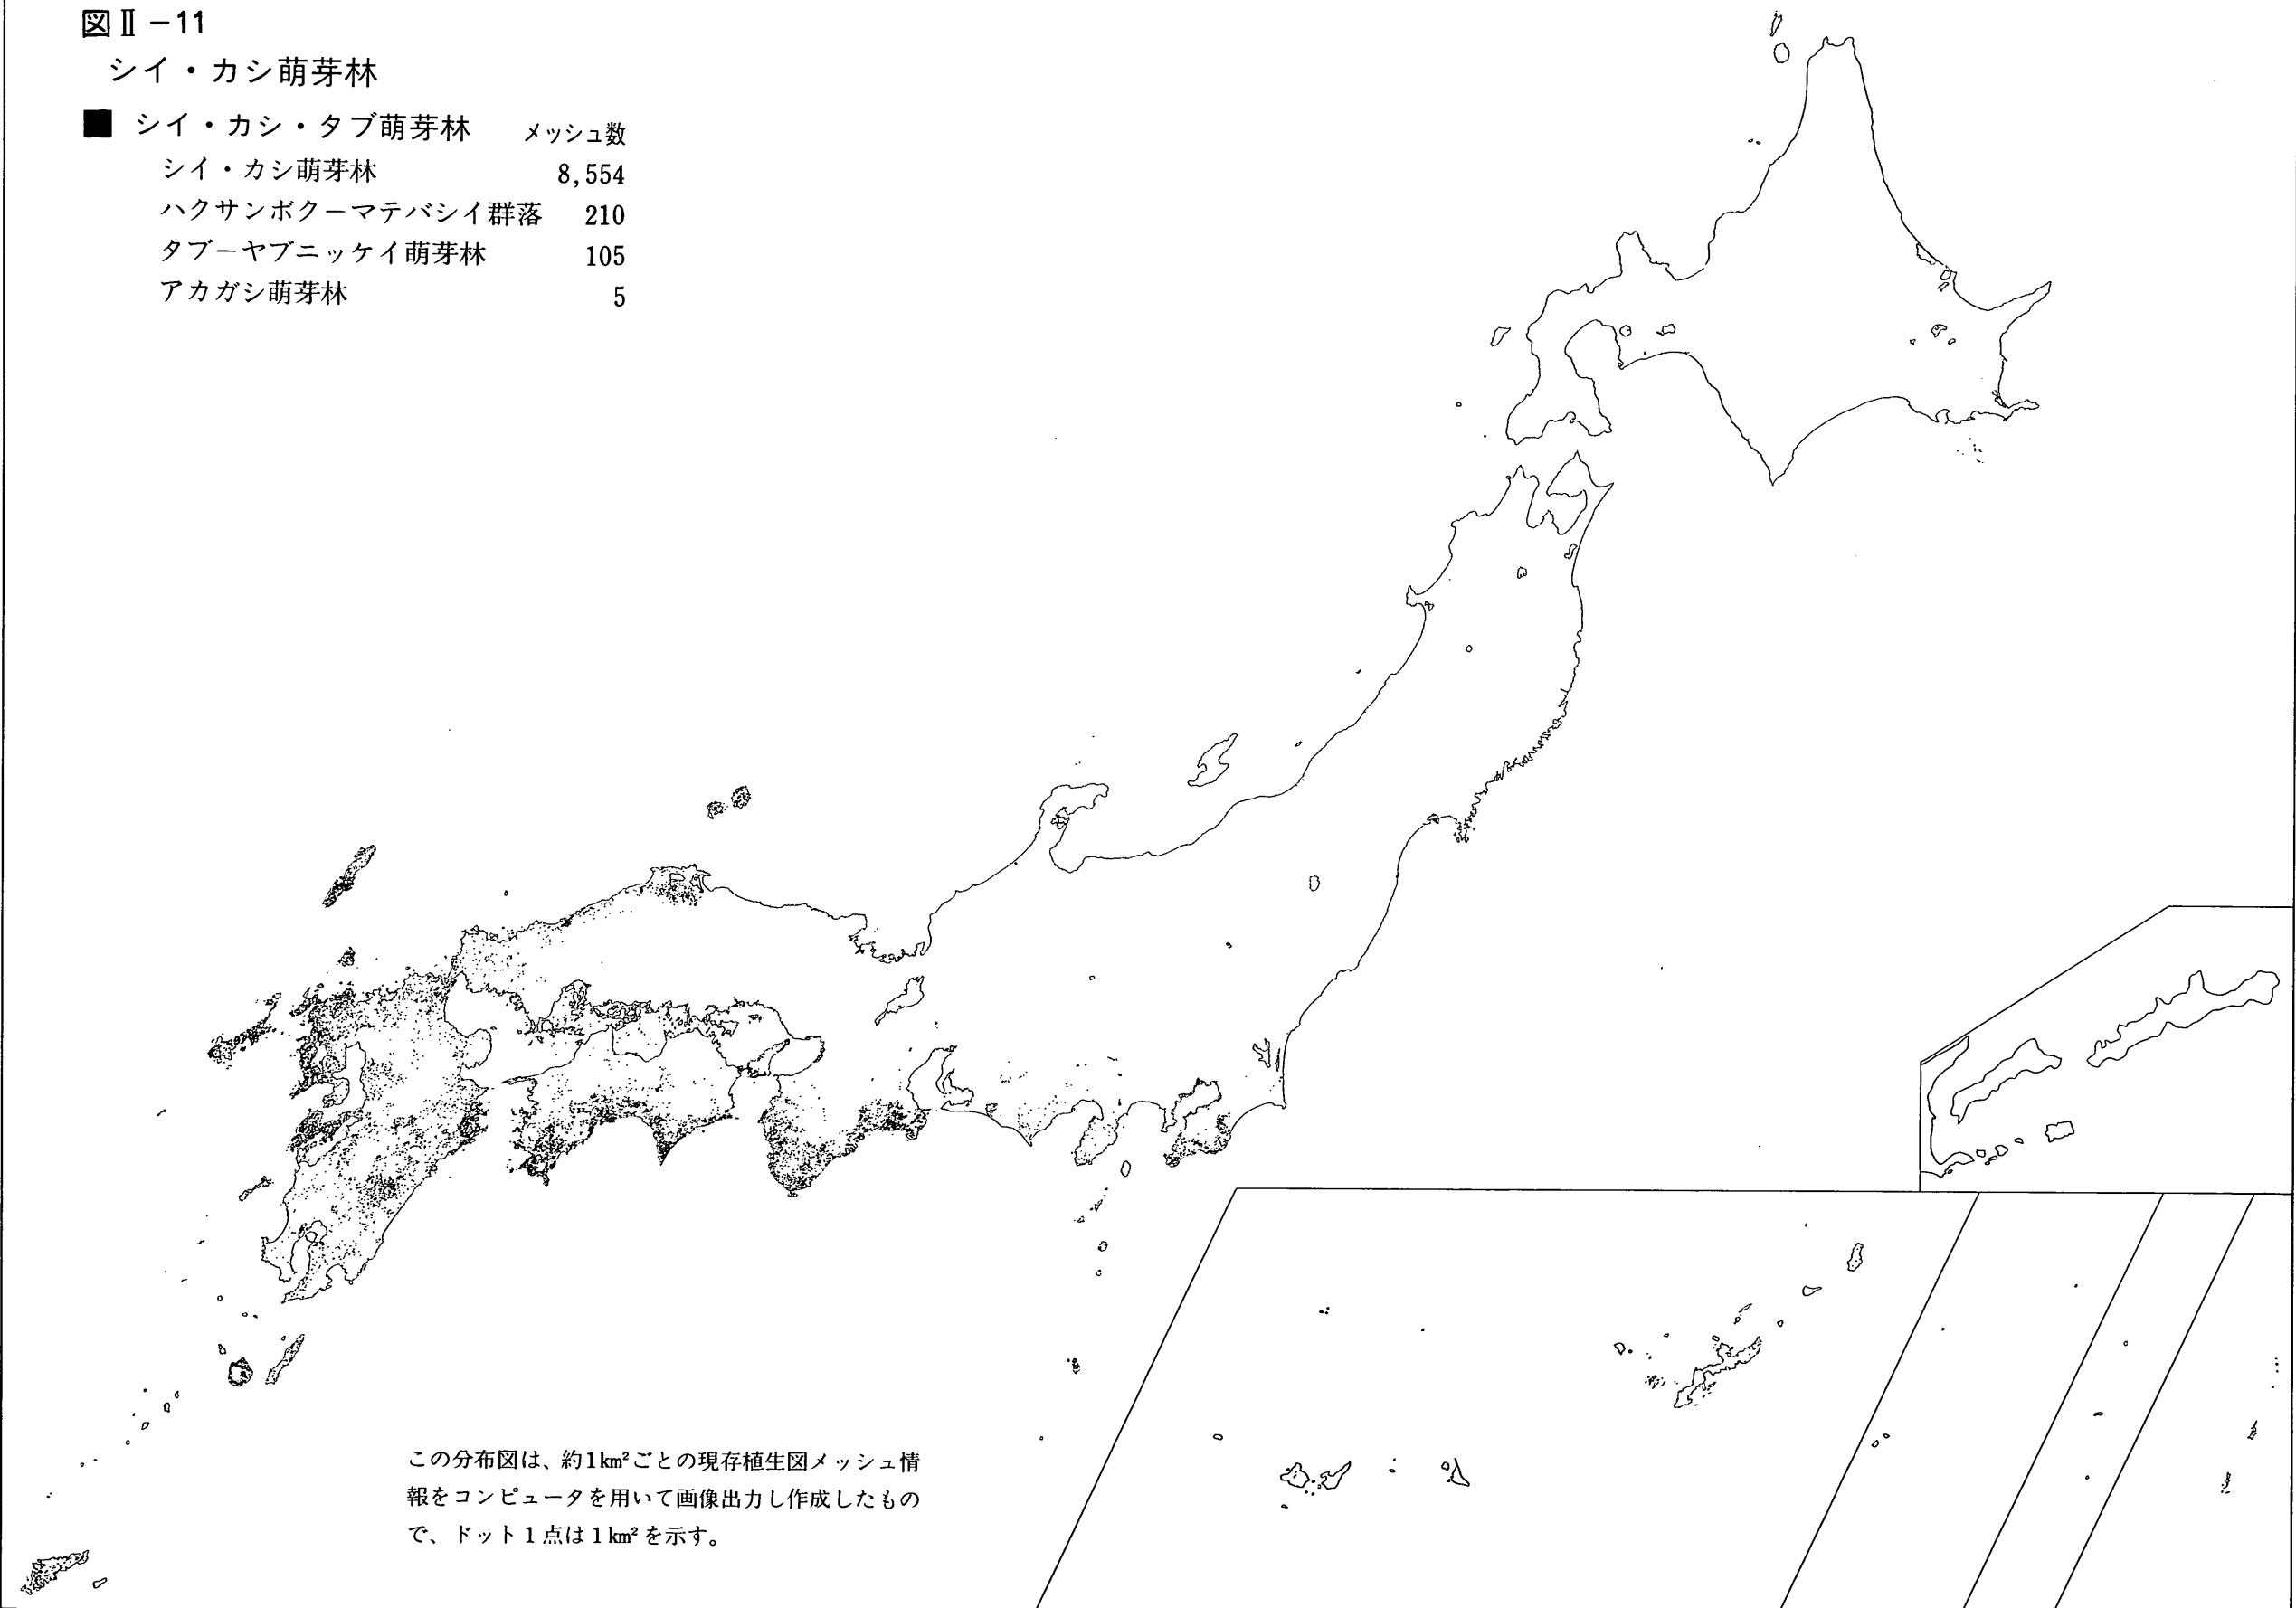 図Ⅱ－11
シイ・カシ萌芽林
■ シイ・カシ・タブ萌芽林 メッシュ数
シイ・カシ萌芽林 8,554
ハクサンボク－マテバシイ群落 210
タブ－ヤブニッケイ萌芽林 105
アカガシ萌芽林 5
この分布図は、約1km²ごとの現存植生図メッシュ情
報をコンピュータを用いて画像出力し作成したもの
で、ドット1点は1km²を示す。